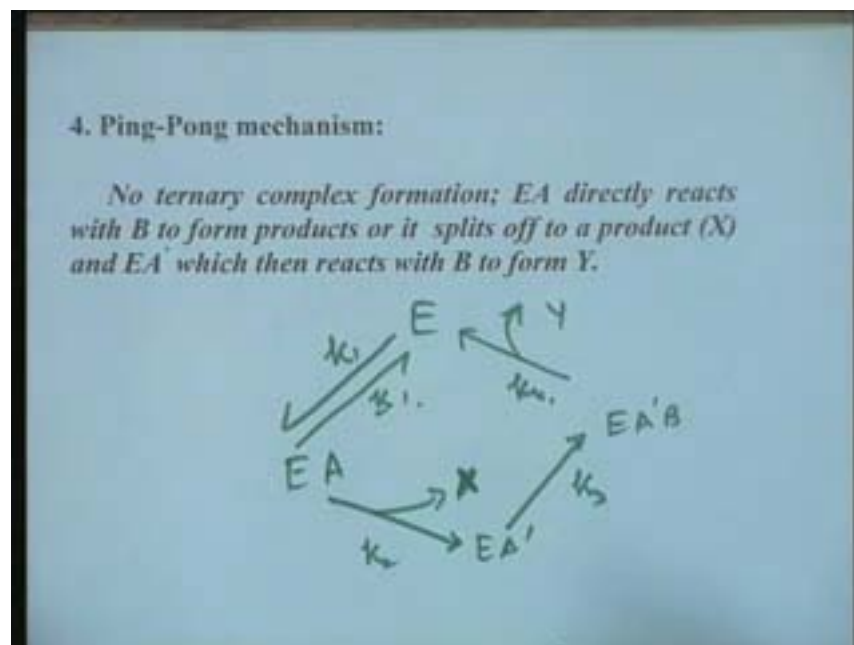 4. Ping-Pong mechanism:
No ternary complex formation; EA directly reacts
with B to form products or it splits off to a product (X)
and EA' which then reacts with B to form Y.
E Y
k1
k4.
EA'B
EA
X
k3
k2
EA'